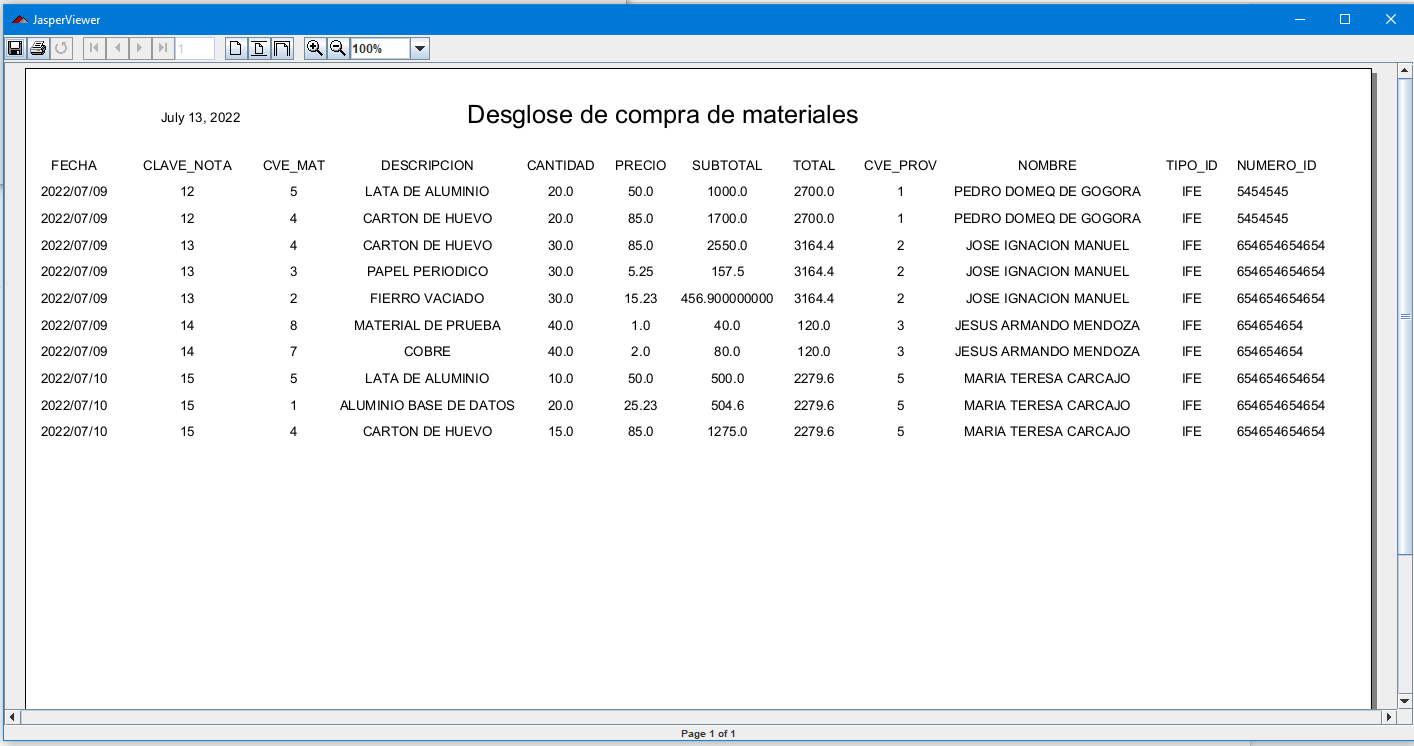 JasperViewer
1 100%
July 13, 2022 Desglose de compra de materiales
FECHA CLAVE_NOTA CVE_MAT DESCRIPCION CANTIDAD PRECIO SUBTOTAL TOTAL CVE_PROV NOMBRE TIPO_ID NUMERO_ID
2022/07/09 12 5 LATA DE ALUMINIO 20.0 50.0 1000.0 2700.0 1 PEDRO DOMEQ DE GOGORA IFE 5454545
2022/07/09 12 4 CARTON DE HUEVO 20.0 85.0 1700.0 2700.0 1 PEDRO DOMEQ DE GOGORA IFE 5454545
2022/07/09 13 4 CARTON DE HUEVO 30.0 85.0 2550.0 3164.4 2 JOSE IGNACION MANUEL IFE 654654654654
2022/07/09 13 3 PAPEL PERIODICO 30.0 5.25 157.5 3164.4 2 JOSE IGNACION MANUEL IFE 654654654654
2022/07/09 13 2 FIERRO VACIADO 30.0 15.23 456.900000000 3164.4 2 JOSE IGNACION MANUEL IFE 654654654654
2022/07/09 14 8 MATERIAL DE PRUEBA 40.0 1.0 40.0 120.0 3 JESUS ARMANDO MENDOZA IFE 654654654
2022/07/09 14 7 COBRE 40.0 2.0 80.0 120.0 3 JESUS ARMANDO MENDOZA IFE 654654654
2022/07/10 15 5 LATA DE ALUMINIO 10.0 50.0 500.0 2279.6 5 MARIA TERESA CARCAJO IFE 654654654654
2022/07/10 15 1 ALUMINIO BASE DE DATOS 20.0 25.23 504.6 2279.6 5 MARIA TERESA CARCAJO IFE 654654654654
2022/07/10 15 4 CARTON DE HUEVO 15.0 85.0 1275.0 2279.6 5 MARIA TERESA CARCAJO IFE 654654654654
Page 1 of 1